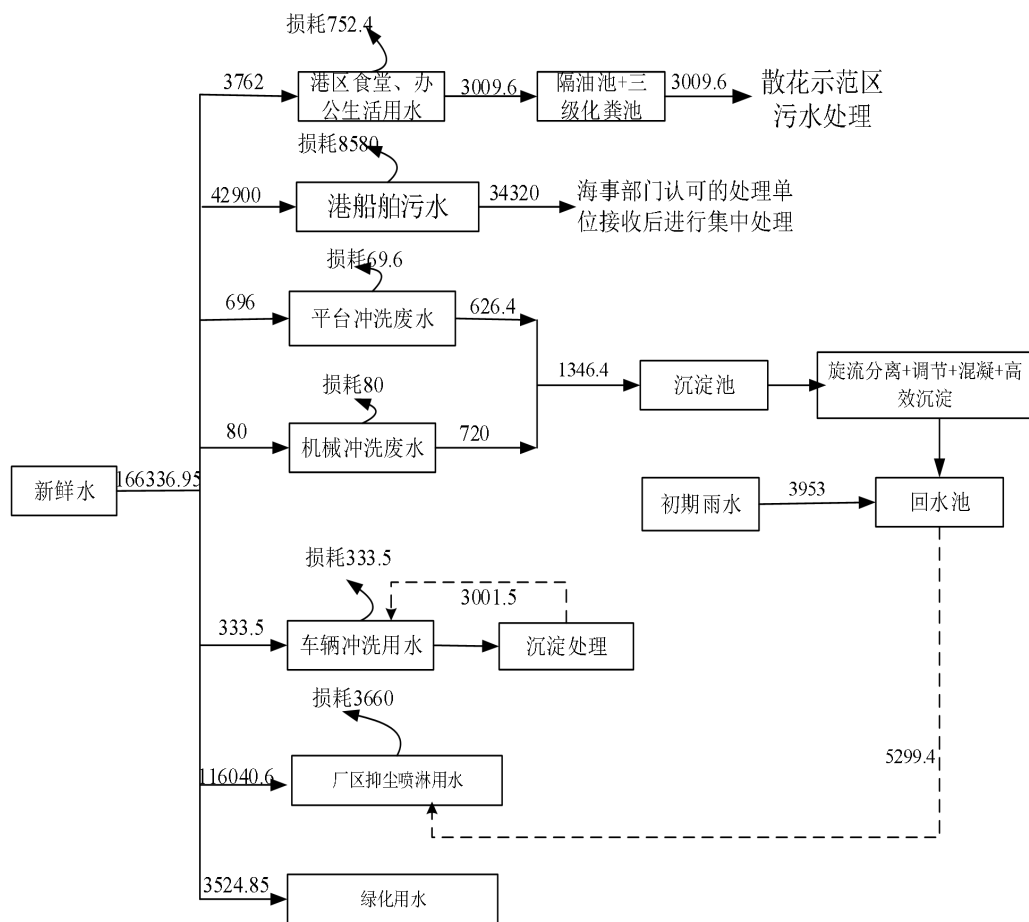 损耗752.4
3762
港区食堂、办
公生活用水
3009.6
隔油池+三
级化粪池
3009.6
散花示范区
污水处理
损耗8580
42900
港船舶污水
34320
海事部门认可的处理单
位接收后进行集中处理
损耗69.6
696
平台冲洗废水
626.4
1346.4
沉淀池
旋流分离+调节+混凝+高
效沉淀
损耗80
80
机械冲洗废水
720
新鲜水
166336.95
初期雨水
3953
回水池
损耗333.5
3001.5
333.5
车辆冲洗用水
沉淀处理
损耗3660
116040.6
厂区抑尘喷淋用水
5299.4
3524.85
绿化用水